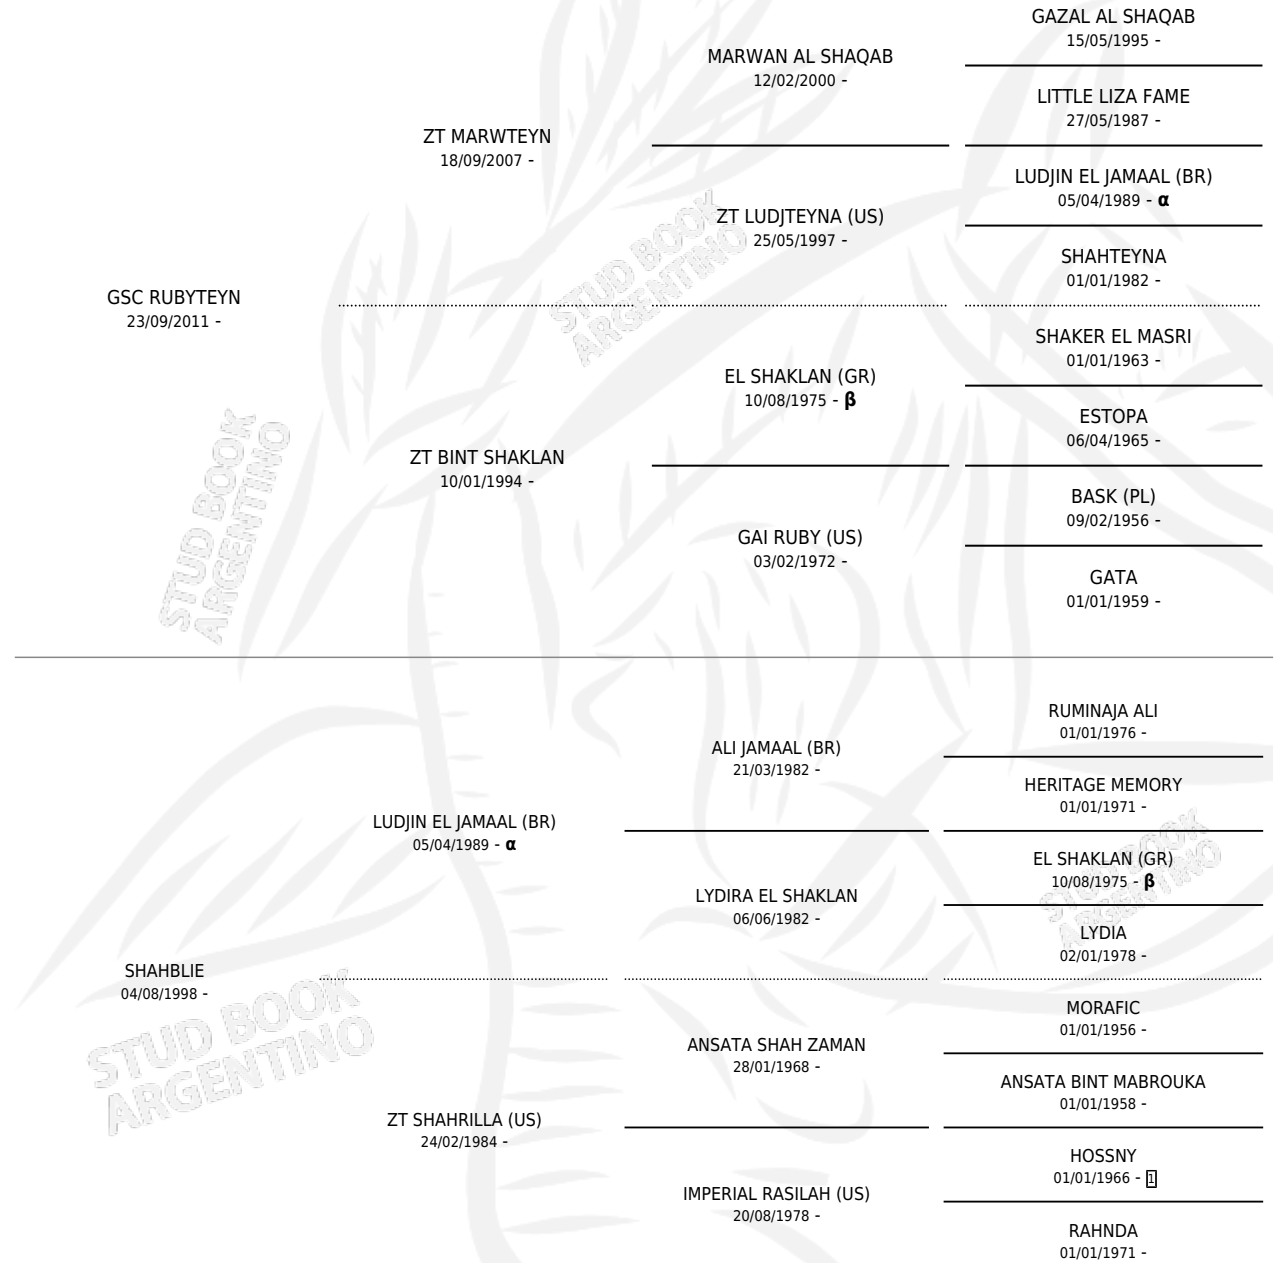 GAZAL AL SHAQAB
15/05/1995 -
MARWAN AL SHAQAB
12/02/2000 -
LITTLE LIZA FAME
27/05/1987 -
ZT MARWTEYN
18/09/2007 -
LUDJIN EL JAMAAL (BR)
05/04/1989 - α
ZT LUDJTEYNA (US)
25/05/1997 -
SHAHTEYNA
01/01/1982 -
GSC RUBYTEYN
23/09/2011 -
SHAKER EL MASRI
01/01/1963 -
EL SHAKLAN (GR)
10/08/1975 - β
ESTOPA
06/04/1965 -
ZT BINT SHAKLAN
10/01/1994 -
BASK (PL)
09/02/1956 -
GAI RUBY (US)
03/02/1972 -
GATA
01/01/1959 -
RUMINAJA ALI
01/01/1976 -
ALI JAMAAL (BR)
21/03/1982 -
HERITAGE MEMORY
01/01/1971 -
LUDJIN EL JAMAAL (BR)
05/04/1989 - α
EL SHAKLAN (GR)
10/08/1975 - β
LYDIRA EL SHAKLAN
06/06/1982 -
LYDIA
02/01/1978 -
SHAHBLIE
04/08/1998 -
MORAFIC
01/01/1956 -
ANSATA SHAH ZAMAN
28/01/1968 -
ANSATA BINT MABROUKA
01/01/1958 -
ZT SHAHRILLA (US)
24/02/1984 -
HOSSNY
01/01/1966 - 1
IMPERIAL RASILAH (US)
20/08/1978 -
RAHNDA
01/01/1971 -
STUD BOOK
ARGENTINO
STUD BOOK
ARGENTINO
STUD BOOK
ARGENTINO
STUD BOOK
ARGENTINO